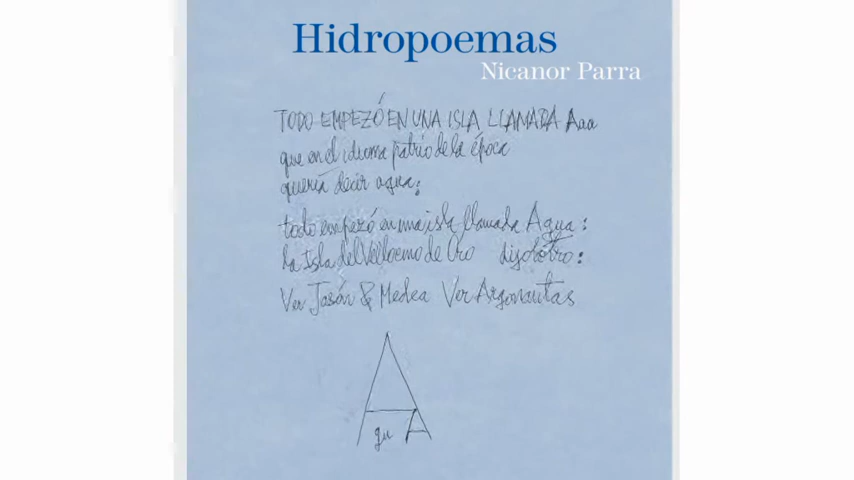 Hidropoemas
Nicanor Parra
TODO EMPEZÓ EN UNA ISLA LLAMADA Aaa
que en el idioma patrio de la época
quería decir agua;
todo empezó en una isla llamada Agua:
la Isla del Vellocino de Oro dijo otro:
Ver Jasón & Medea Ver Argonautas
A
gu A